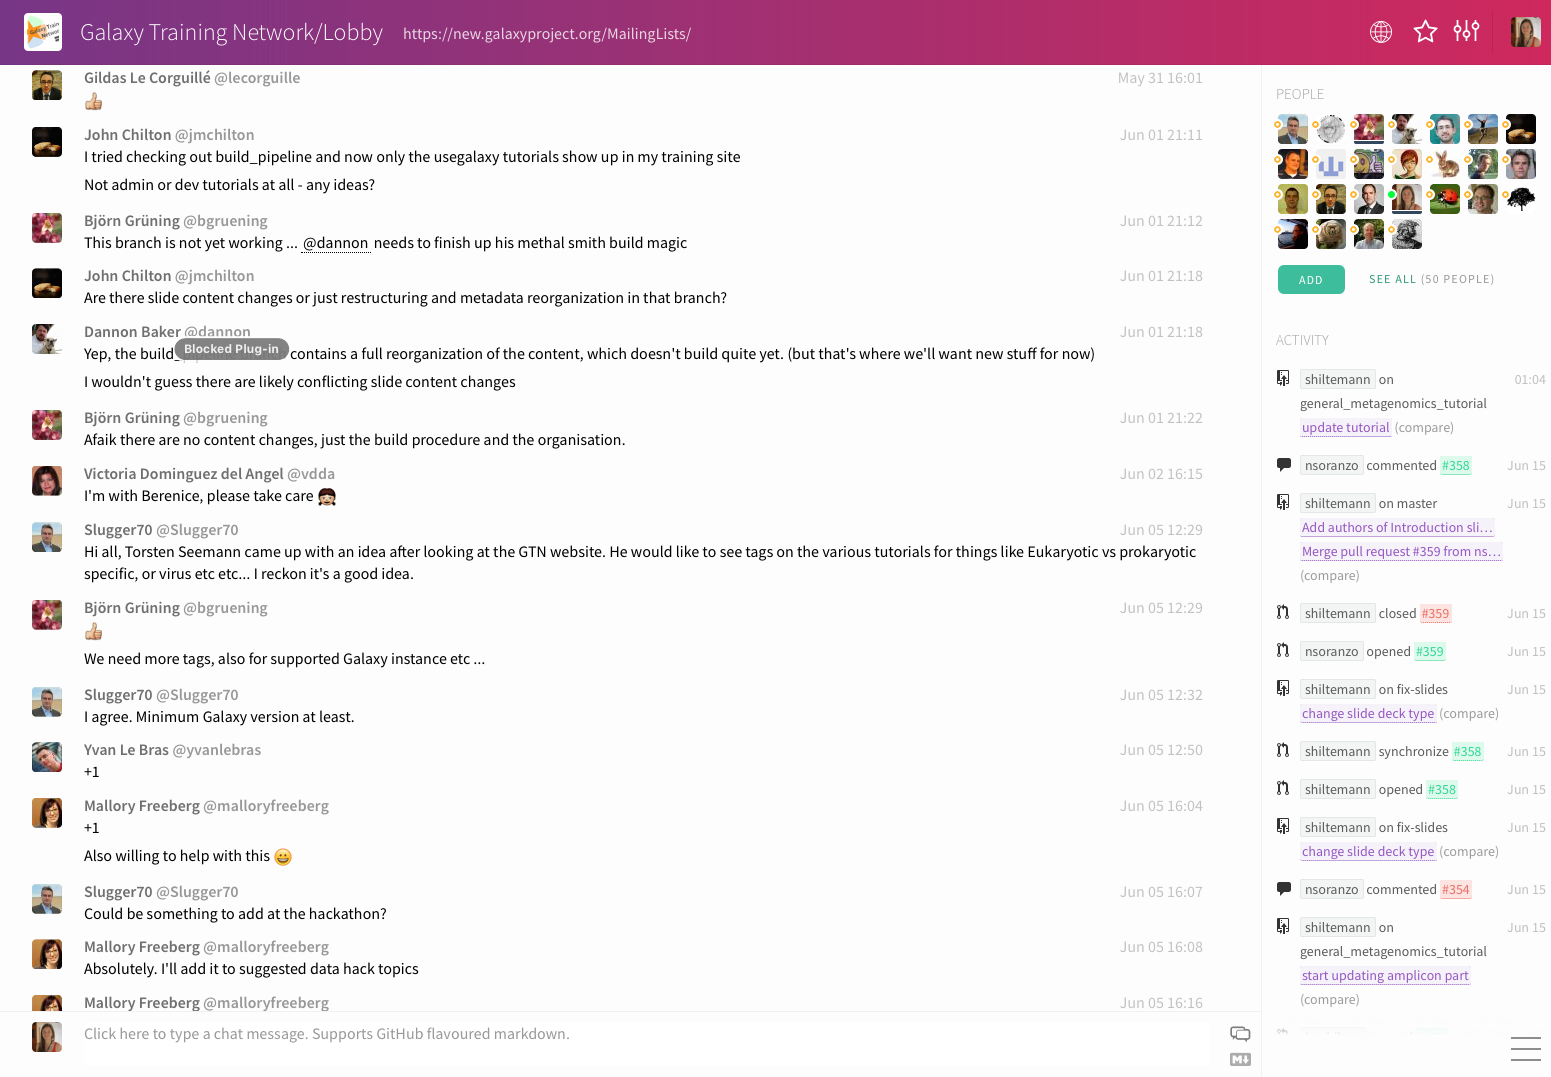 Galaxy Training Network/Lobby https://new.galaxyproject.org/MailingLists/
Gildas Le Corguillé @lecorguille May 31 16:01
John Chilton @jmchilton Jun 01 21:11
I tried checking out build_pipeline and now only the usegalaxy tutorials show up in my training site
Not admin or dev tutorials at all - any ideas?
Björn Grüning @bgruening Jun 01 21:12
This branch is not yet working ... @dannon needs to finish up his methal smith build magic
John Chilton @jmchilton Jun 01 21:18
Are there slide content changes or just restructuring and metadata reorganization in that branch?
Dannon Baker @dannon Jun 01 21:18
Blocked Plug-in
Yep, the build_ contains a full reorganization of the content, which doesn't build quite yet. (but that's where we'll want new stuff for now)
I wouldn't guess there are likely conflicting slide content changes
Björn Grüning @bgruening Jun 01 21:22
Afaik there are no content changes, just the build procedure and the organisation.
Victoria Dominguez del Angel @vdda Jun 02 16:15
I'm with Berenice, please take care 👧
Slugger70 @Slugger70 Jun 05 12:29
Hi all, Torsten Seemann came up with an idea after looking at the GTN website. He would like to see tags on the various tutorials for things like Eukaryotic vs prokaryotic
specific, or virus etc etc... I reckon it's a good idea.
Björn Grüning @bgruening Jun 05 12:29
We need more tags, also for supported Galaxy instance etc ...
Slugger70 @Slugger70 Jun 05 12:32
I agree. Minimum Galaxy version at least.
Yvan Le Bras @yvanlebras Jun 05 12:50
+1
Mallory Freeberg @malloryfreeberg Jun 05 16:04
+1
Also willing to help with this 😀
Slugger70 @Slugger70 Jun 05 16:07
Could be something to add at the hackathon?
Mallory Freeberg @malloryfreeberg Jun 05 16:08
Absolutely. I'll add it to suggested data hack topics
Mallory Freeberg @malloryfreeberg Jun 05 16:16
Click here to type a chat message. Supports GitHub flavoured markdown.
PEOPLE
ADD SEE ALL (50 PEOPLE)
ACTIVITY
shiltemann on 01:04
general_metagenomics_tutorial
update tutorial (compare)
nsoranzo commented #358 Jun 15
shiltemann on master Jun 15
Add authors of Introduction sli…
Merge pull request #359 from ns…
(compare)
shiltemann closed #359 Jun 15
nsoranzo opened #359 Jun 15
shiltemann on fix-slides Jun 15
change slide deck type (compare)
shiltemann synchronize #358 Jun 15
shiltemann opened #358 Jun 15
shiltemann on fix-slides Jun 15
change slide deck type (compare)
nsoranzo commented #354 Jun 15
shiltemann on Jun 15
general_metagenomics_tutorial
start updating amplicon part
(compare)